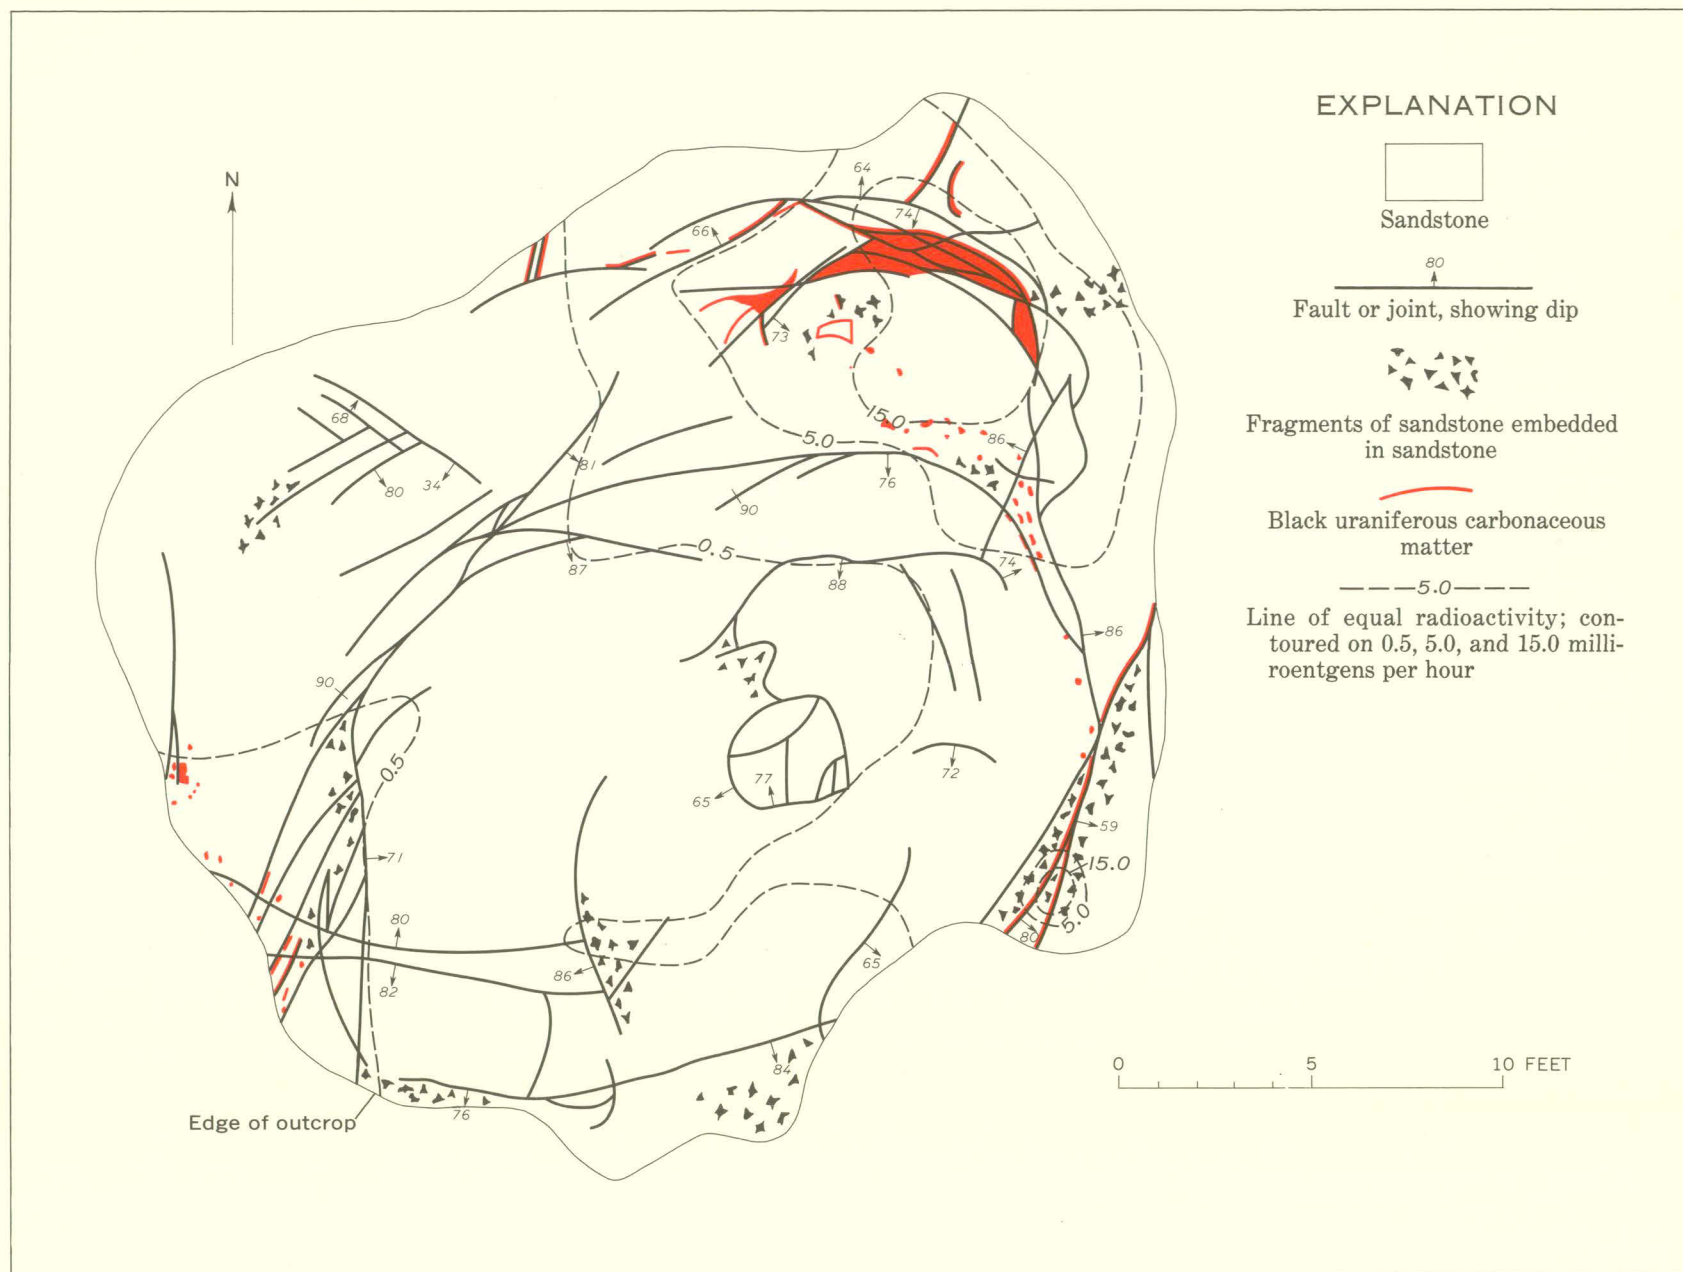 EXPLANATION
Sandstone
80
Fault or joint, showing dip
Fragments of sandstone embedded
in sandstone
Black uraniferous carbonaceous
matter
5.0
Line of equal radioactivity; con-
toured on 0.5, 5.0, and 15.0 milli-
roentgens per hour
0 5 10 FEET
N
64
74
66
73
15.0
5.0
86
68
81
80
34
76
90
0.5
87
88
74
86
90
0.5
72
77
65
59
71
15.0
5.0
80
80
65
86
82
84
76
Edge of outcrop